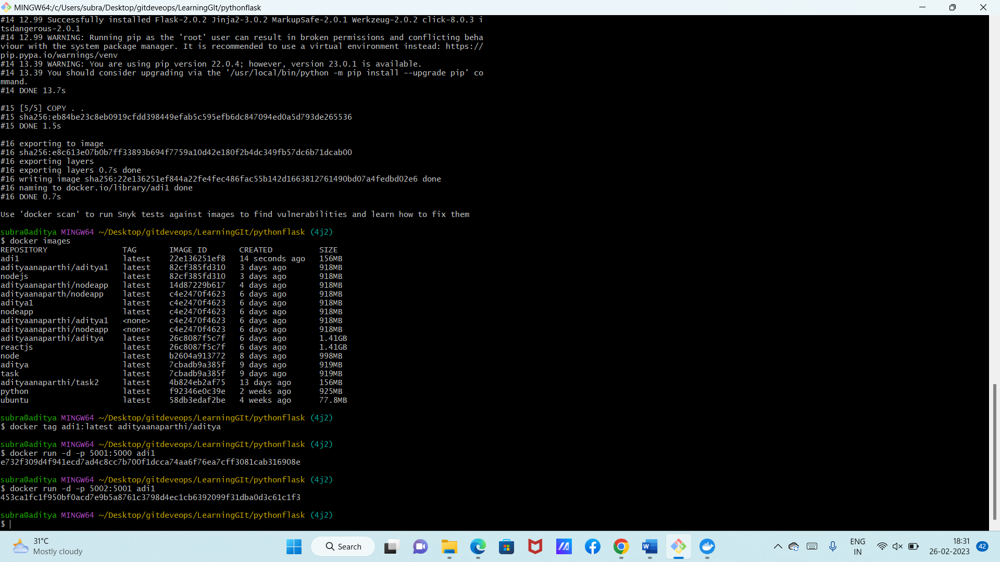 MINGW64:/c/Users/subra/Desktop/gitdeveops/LearningGIt/pythonflask
#14 12.99 Successfully installed Flask-2.0.2 Jinja2-3.0.2 MarkupSafe-2.0.1 Werkzeug-2.0.2 click-8.0.3 i
tsdangerous-2.0.1
#14 12.99 WARNING: Running pip as the 'root' user can result in broken permissions and conflicting beha
viour with the system package manager. It is recommended to use a virtual environment instead: https://
pip.pypa.io/warnings/venv
#14 13.39 WARNING: You are using pip version 22.0.4; however, version 23.0.1 is available.
#14 13.39 You should consider upgrading via the '/usr/local/bin/python -m pip install --upgrade pip' co
mmand.
#14 DONE 13.7s
#15 [5/5] COPY . .
#15 sha256:eb84be23c8eb0919cfdd398449efab5c595efb6dc847094ed0a5d793de265536
#15 DONE 1.5s
#16 exporting to image
#16 sha256:e8c613e07b0b7ff33893b694f7759a10d42e180f2b4dc349fb57dc6b71dcab00
#16 exporting layers
#16 exporting layers 0.7s done
#16 writing image sha256:22e136251ef844a22fe4fec486fac55b142d1663812761490bd07a4fedbd02e6 done
#16 naming to docker.io/library/adi1 done
#16 DONE 0.7s
Use 'docker scan' to run Snyk tests against images to find vulnerabilities and learn how to fix them
subra@aditya MINGW64 ~/Desktop/gitdeveops/LearningGIt/pythonflask (4j2)
$ docker images
REPOSITORY TAG IMAGE ID CREATED SIZE
adi1 latest 22e136251ef8 14 seconds ago 156MB
adityaanaparthi/aditya1 latest 82cf385fd310 3 days ago 918MB
nodejs latest 82cf385fd310 3 days ago 918MB
adityaanaparthi/nodeapp latest 14d87229b617 4 days ago 918MB
adityaanaparth/nodeapp latest c4e2470f4623 6 days ago 918MB
aditya1 latest c4e2470f4623 6 days ago 918MB
nodeapp latest c4e2470f4623 6 days ago 918MB
adityaanaparthi/aditya1 <none> c4e2470f4623 6 days ago 918MB
adityaanaparthi/nodeapp <none> c4e2470f4623 6 days ago 918MB
adityaanaparthi/aditya latest 26c8087f5c7f 6 days ago 1.41GB
reactjs latest 26c8087f5c7f 6 days ago 1.41GB
node latest b2604a913772 8 days ago 998MB
aditya latest 7cbadb9a385f 9 days ago 919MB
task latest 7cbadb9a385f 9 days ago 919MB
adityaanaparthi/task2 latest 4b824eb2af75 13 days ago 156MB
python latest f92346e0c39e 2 weeks ago 925MB
ubuntu latest 58db3edaf2be 4 weeks ago 77.8MB
subra@aditya MINGW64 ~/Desktop/gitdeveops/LearningGIt/pythonflask (4j2)
$ docker tag adi1:latest adityaanaparthi/aditya
subra@aditya MINGW64 ~/Desktop/gitdeveops/LearningGIt/pythonflask (4j2)
$ docker run -d -p 5001:5000 adi1
e732f309d4f941ecd7ad4c8cc7b700f1dcca74aa6f76ea7cff3081cab316908e
subra@aditya MINGW64 ~/Desktop/gitdeveops/LearningGIt/pythonflask (4j2)
$ docker run -d -p 5002:5001 adi1
453ca1fc1f950bf0acd7e9b5a8761c3798d4ec1cb6392099f31dba0d3c61c1f3
subra@aditya MINGW64 ~/Desktop/gitdeveops/LearningGIt/pythonflask (4j2)
$
31°C
Mostly cloudy
Search
ENG
IN
18:31
26-02-2023
42